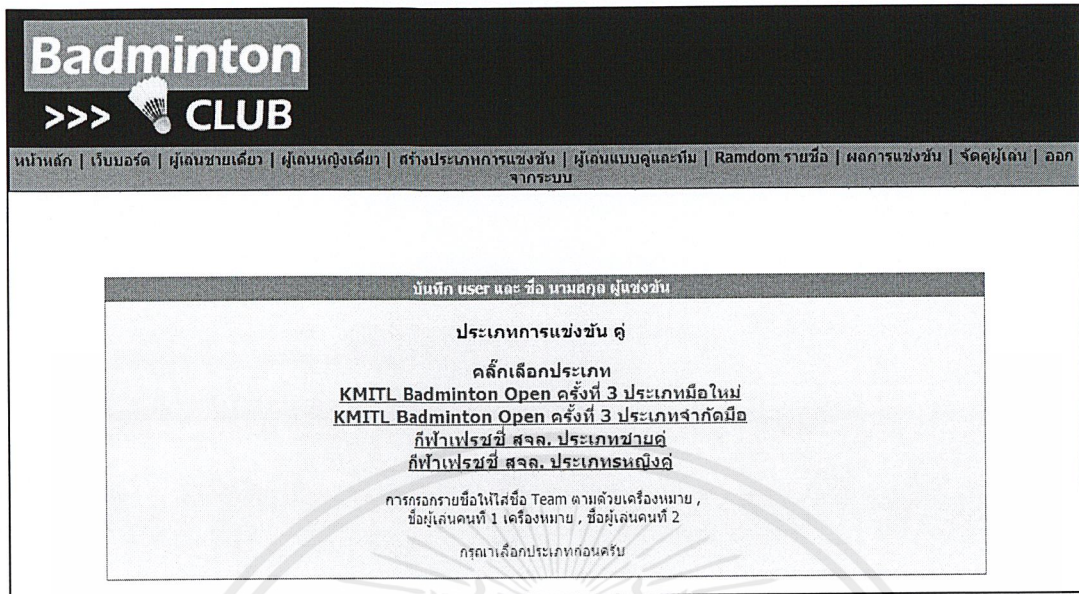 Badminton
>>> CLUB
หน้าหลัก | เว็บบอร์ด | ผู้เล่นชายเดี่ยว | ผู้เล่นหญิงเดี่ยว | สร้างประเภทการแข่งขัน | ผู้เล่นแบบคู่และทีม | Ramdom รายชื่อ | ผลการแข่งขัน | จัดคู่ผู้เล่น | ออก
จากระบบ
บันทึก user และ ชื่อ นามสกุล ผู้แข่งขัน
ประเภทการแข่งขัน คู่
คลิ๊กเลือกประเภท
KMITL Badminton Open ครั้งที่ 3 ประเภทมือใหม่
KMITL Badminton Open ครั้งที่ 3 ประเภทจำกัดมือ
กีฬาเฟรชชี่ สจล. ประเภทชายคู่
กีฬาเฟรชชี่ สจล. ประเภทรหญิงคู่
การกรอกรายชื่อให้ใส่ชื่อ Team ตามด้วยเครื่องหมาย ,
ชื่อผู้เล่นคนที่ 1 เครื่องหมาย , ชื่อผู้เล่นคนที่ 2
กรุณาเลือกประเภทก่อนครับ